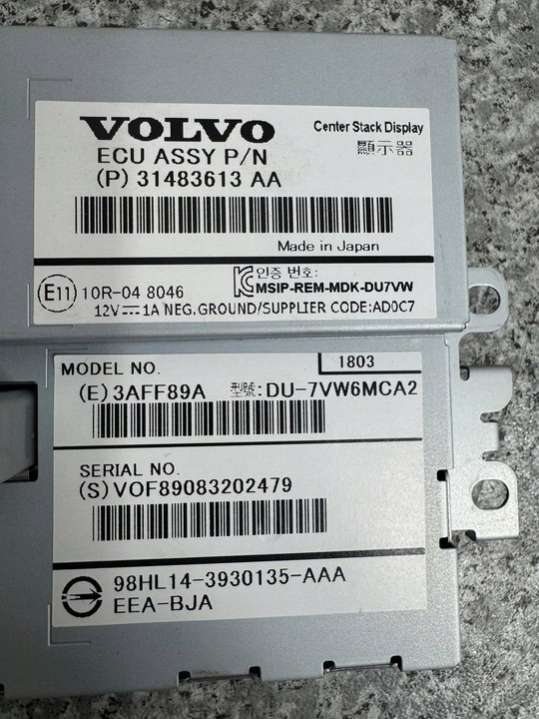 VOLVO
Center Stack Display
顯示器
ECU ASSY P/N
(P) 31483613 AA
Made in Japan
E11 10R-04 8046
인증 번호:
MSIP-REM-MDK-DU7VW
12V⎓1A NEG.GROUND/SUPPLIER CODE:AD0C7
MODEL NO.
1803
(E) 3AFF89A 型號:DU-7VW6MCA2
SERIAL NO.
(S) VOF89083202479
98HL14-3930135-AAA
EEA-BJA